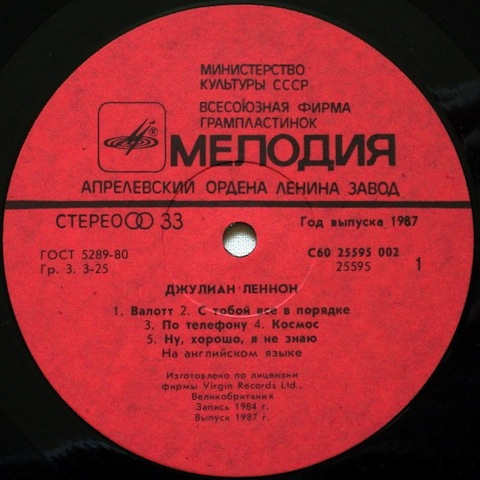 МИНИСТЕРСТВО
КУЛЬТУРЫ СССР
ВСЕСОЮЗНАЯ ФИРМА
ГРАМПЛАСТИНОК
МЕЛОДИЯ
АПРЕЛЕВСКИЙ ОРДЕНА ЛЕНИНА ЗАВОД
СТЕРЕО 33
Год выпуска 1987
ГОСТ 5289-80
Гр. 3. 3-25
С60 25595 002
25595 1
ДЖУЛИАН ЛЕННОН
1. Валотт 2. С тобой все в порядке
3. По телефону 4. Космос
5. Ну, хорошо, я не знаю
На английском языке
Изготовлено по лицензии
фирмы Virgin Records Ltd.,
Великобритания
Запись 1984 г.
Выпуск 1987 г.